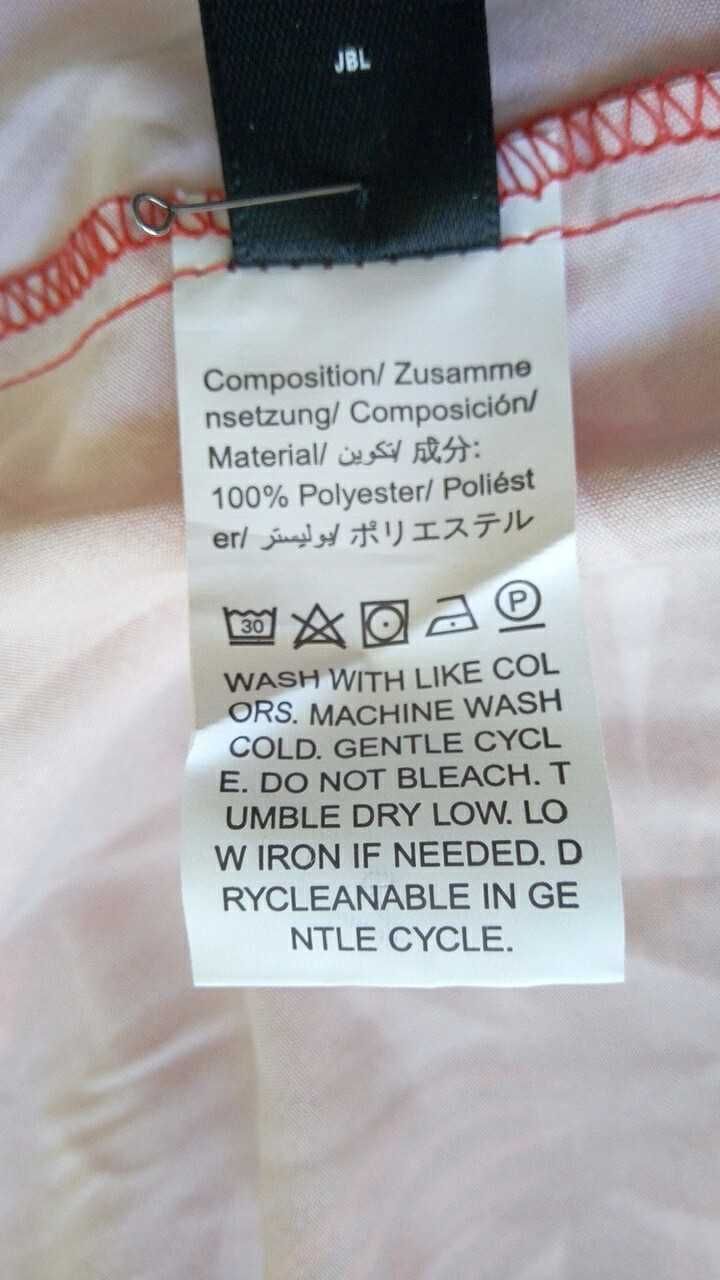 JBL
Composition/ Zusamme
nsetzung/ Composición/
Material/ تكوين/ 成分:
100% Polyester/ Poliést
er/ بوليستر/ ポリエステル
30 P
WASH WITH LIKE COL
ORS. MACHINE WASH
COLD. GENTLE CYCL
E. DO NOT BLEACH. T
UMBLE DRY LOW. LO
W IRON IF NEEDED. D
RYCLEANABLE IN GE
NTLE CYCLE.